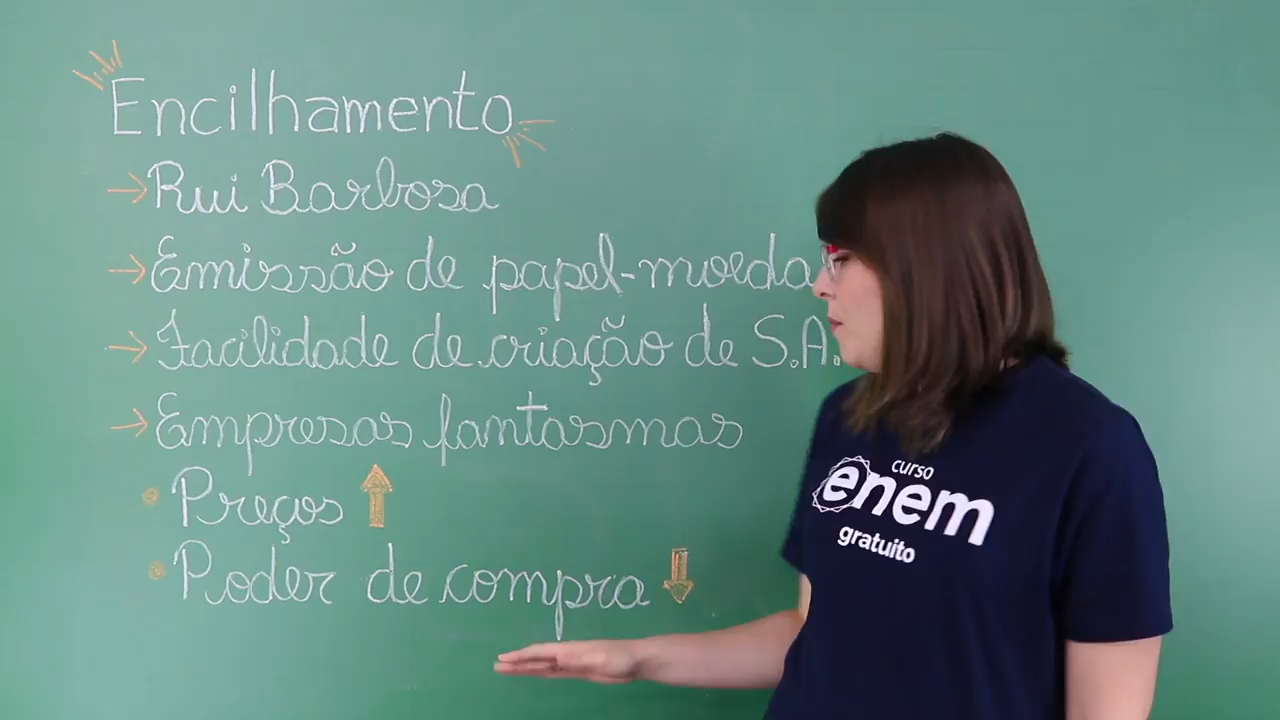 Encilhamento
→ Rui Barbosa
→ Emissão de papel-moeda
→ Facilidade de criação de S.A.
→ Empresas fantasmas
• Preços ↑
• Poder de compra ↓
curso
enem
gratuito